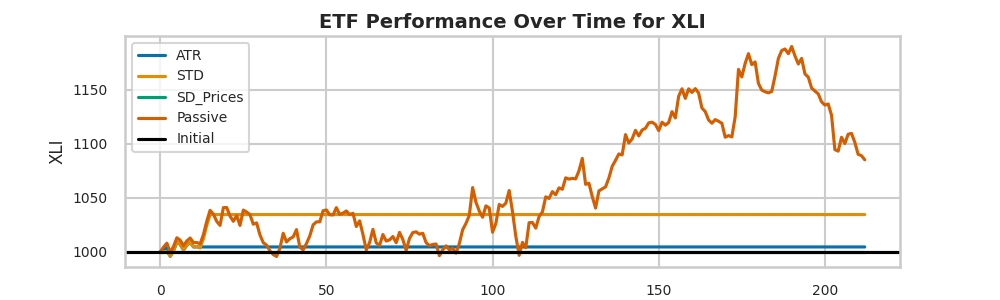 ETF Performance Over Time for XLI
ATR
STD
SD_Prices
Passive
Initial
XLI
1150
1100
1050
1000
0 50 100 150 200